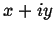 x + iy